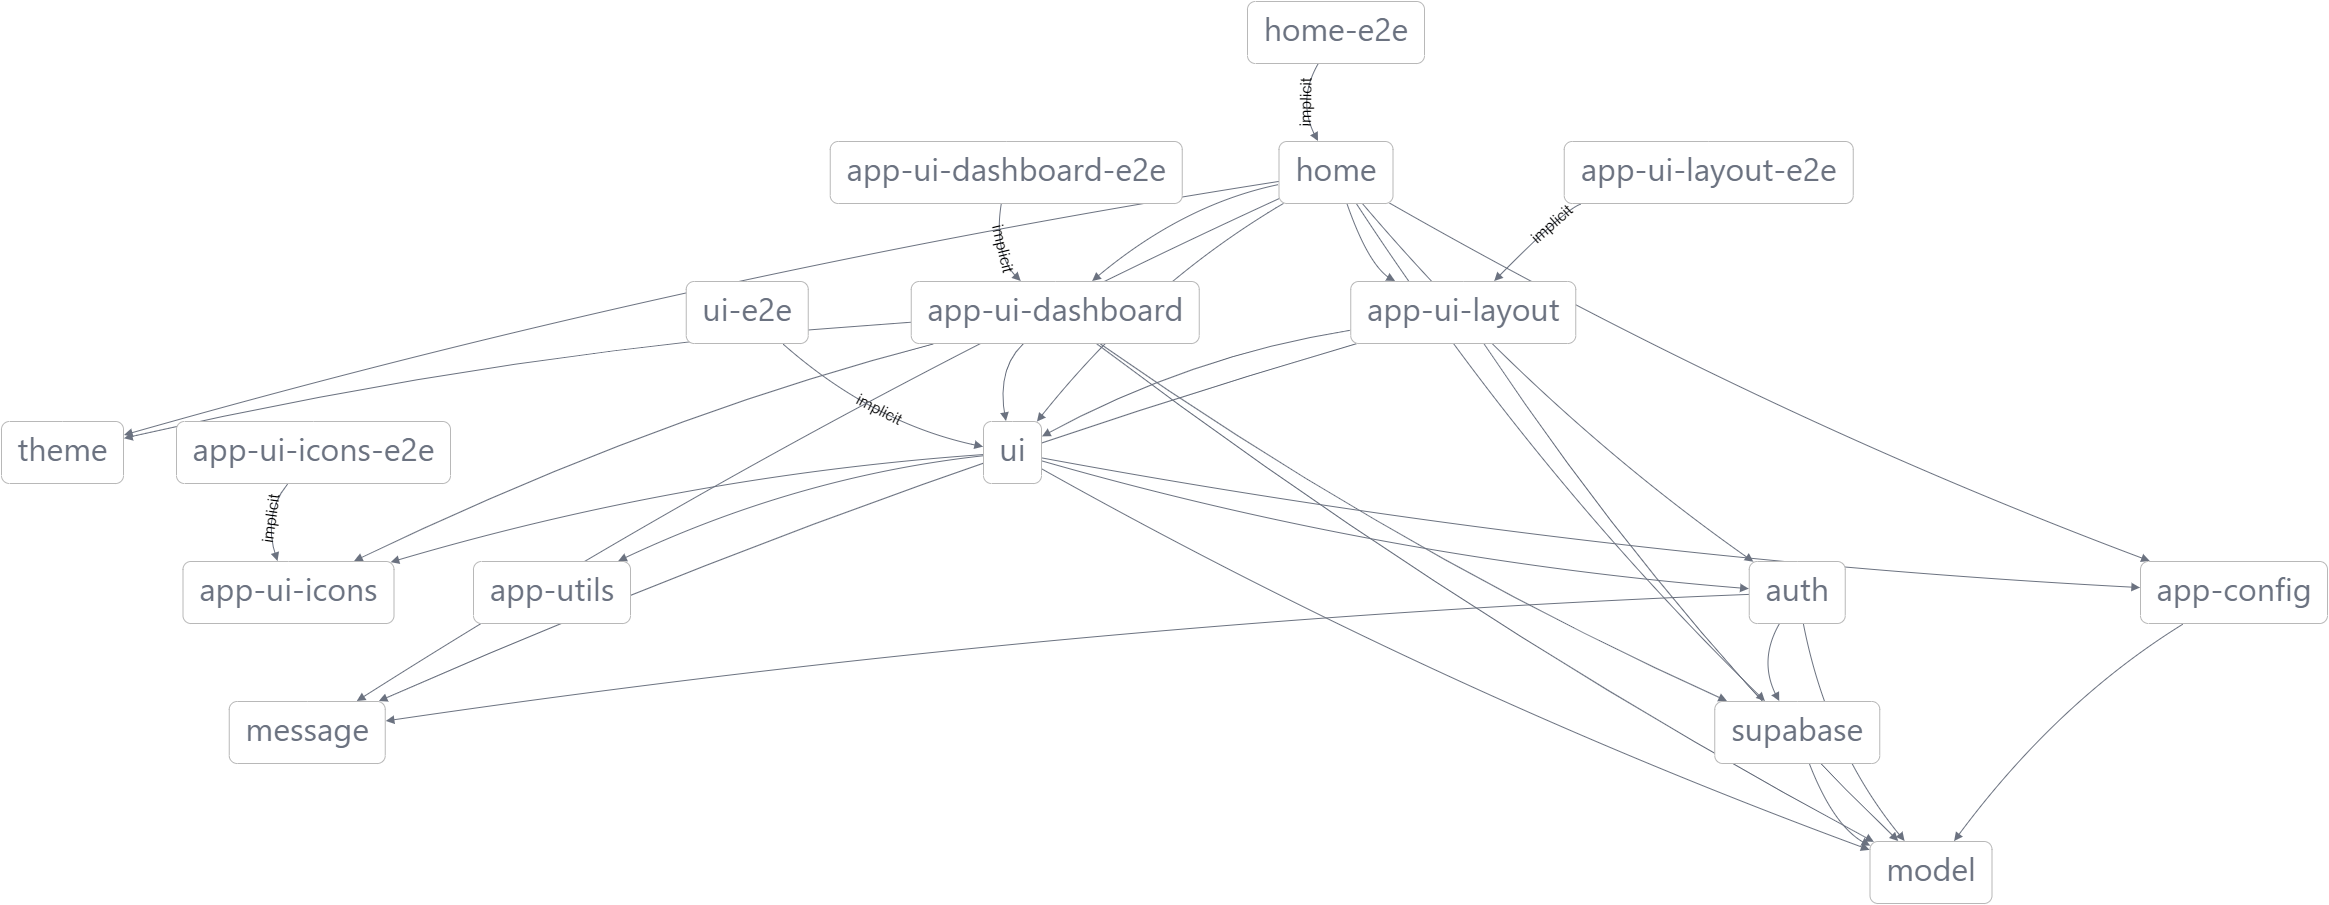 home-e2e
implicit
app-ui-dashboard-e2e
home
app-ui-layout-e2e
implicit
implicit
ui-e2e
app-ui-dashboard
app-ui-layout
implicit
theme
app-ui-icons-e2e
ui
implicit
app-ui-icons
app-utils
auth
app-config
message
supabase
model